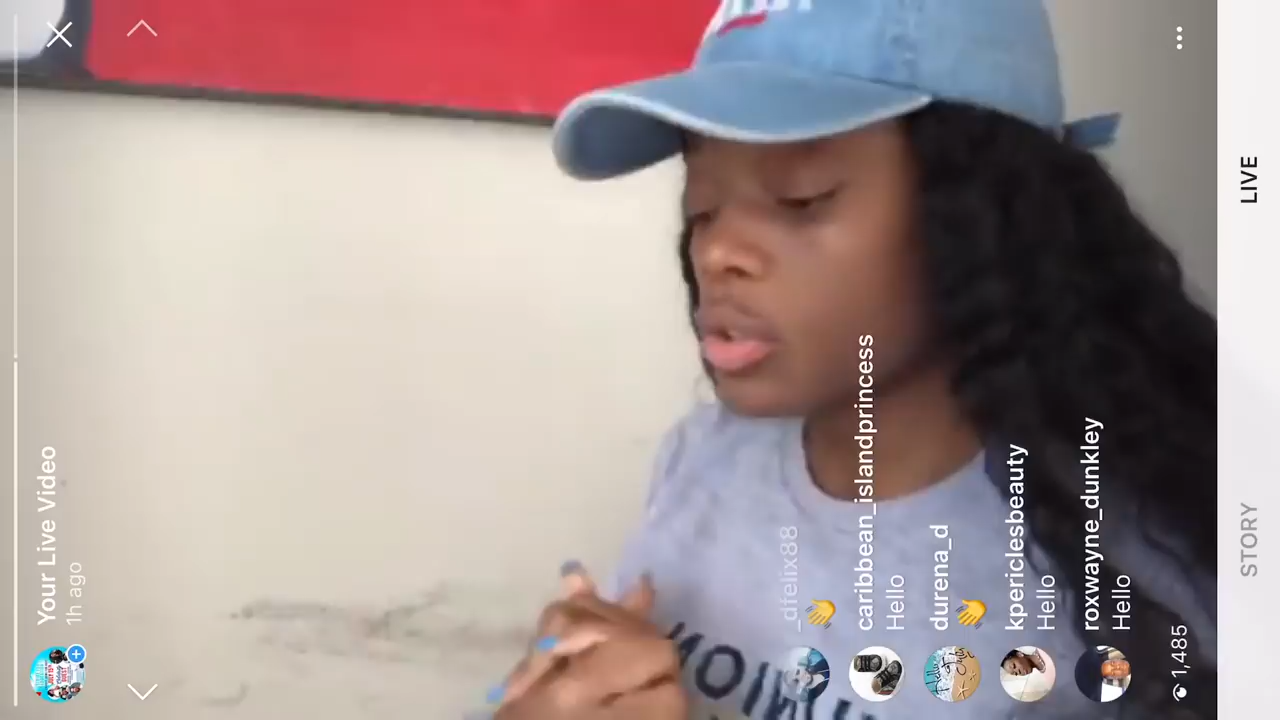 Your Live Video
1h ago
_dfelix88
👋
caribbean_islandprincess
Hello
durena_d
👋
kpericlesbeauty
Hello
roxwayne_dunkley
Hello
1,485
STORY
LIVE